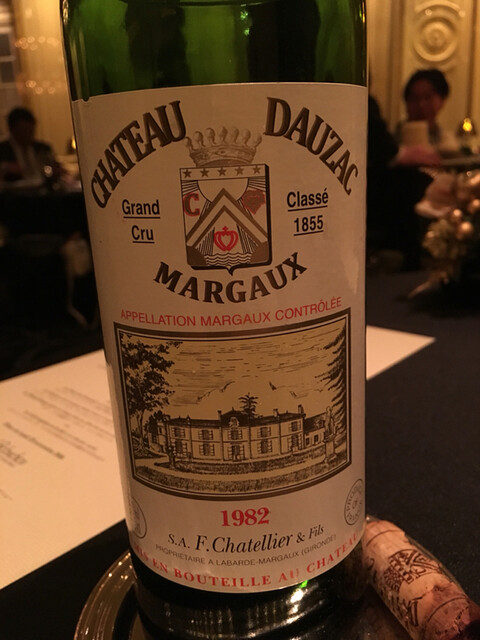 CHATEAU DAUZAC
Grand Cru
C
Classé 1855
MARGAUX
APPELLATION MARGAUX CONTRÔLÉE
1982
S.A. F. Chatellier & Fils
PROPRIÉTAIRE A LABARDE-MARGAUX (GIRONDE)
EN BOUTEILLE AU CHATEAU